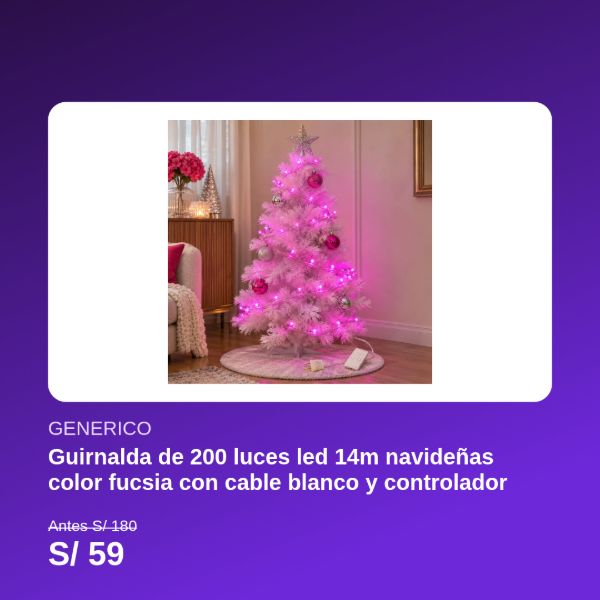 GENERICO
Guirnalda de 200 luces led 14m navideñas
color fucsia con cable blanco y controlador
Antes S/ 180
S/ 59